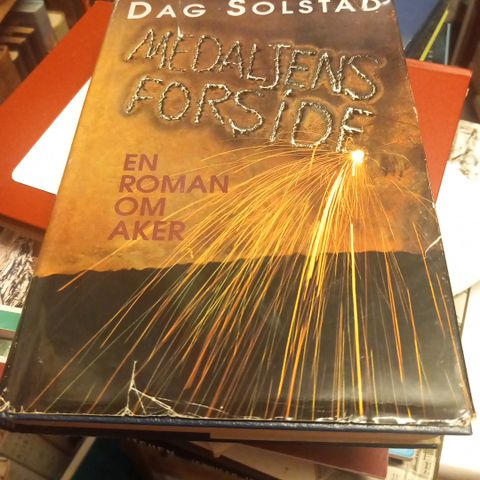 DAG SOLSTAD
MEDALJENS
FORSIDE
EN
ROMAN
OM
AKER